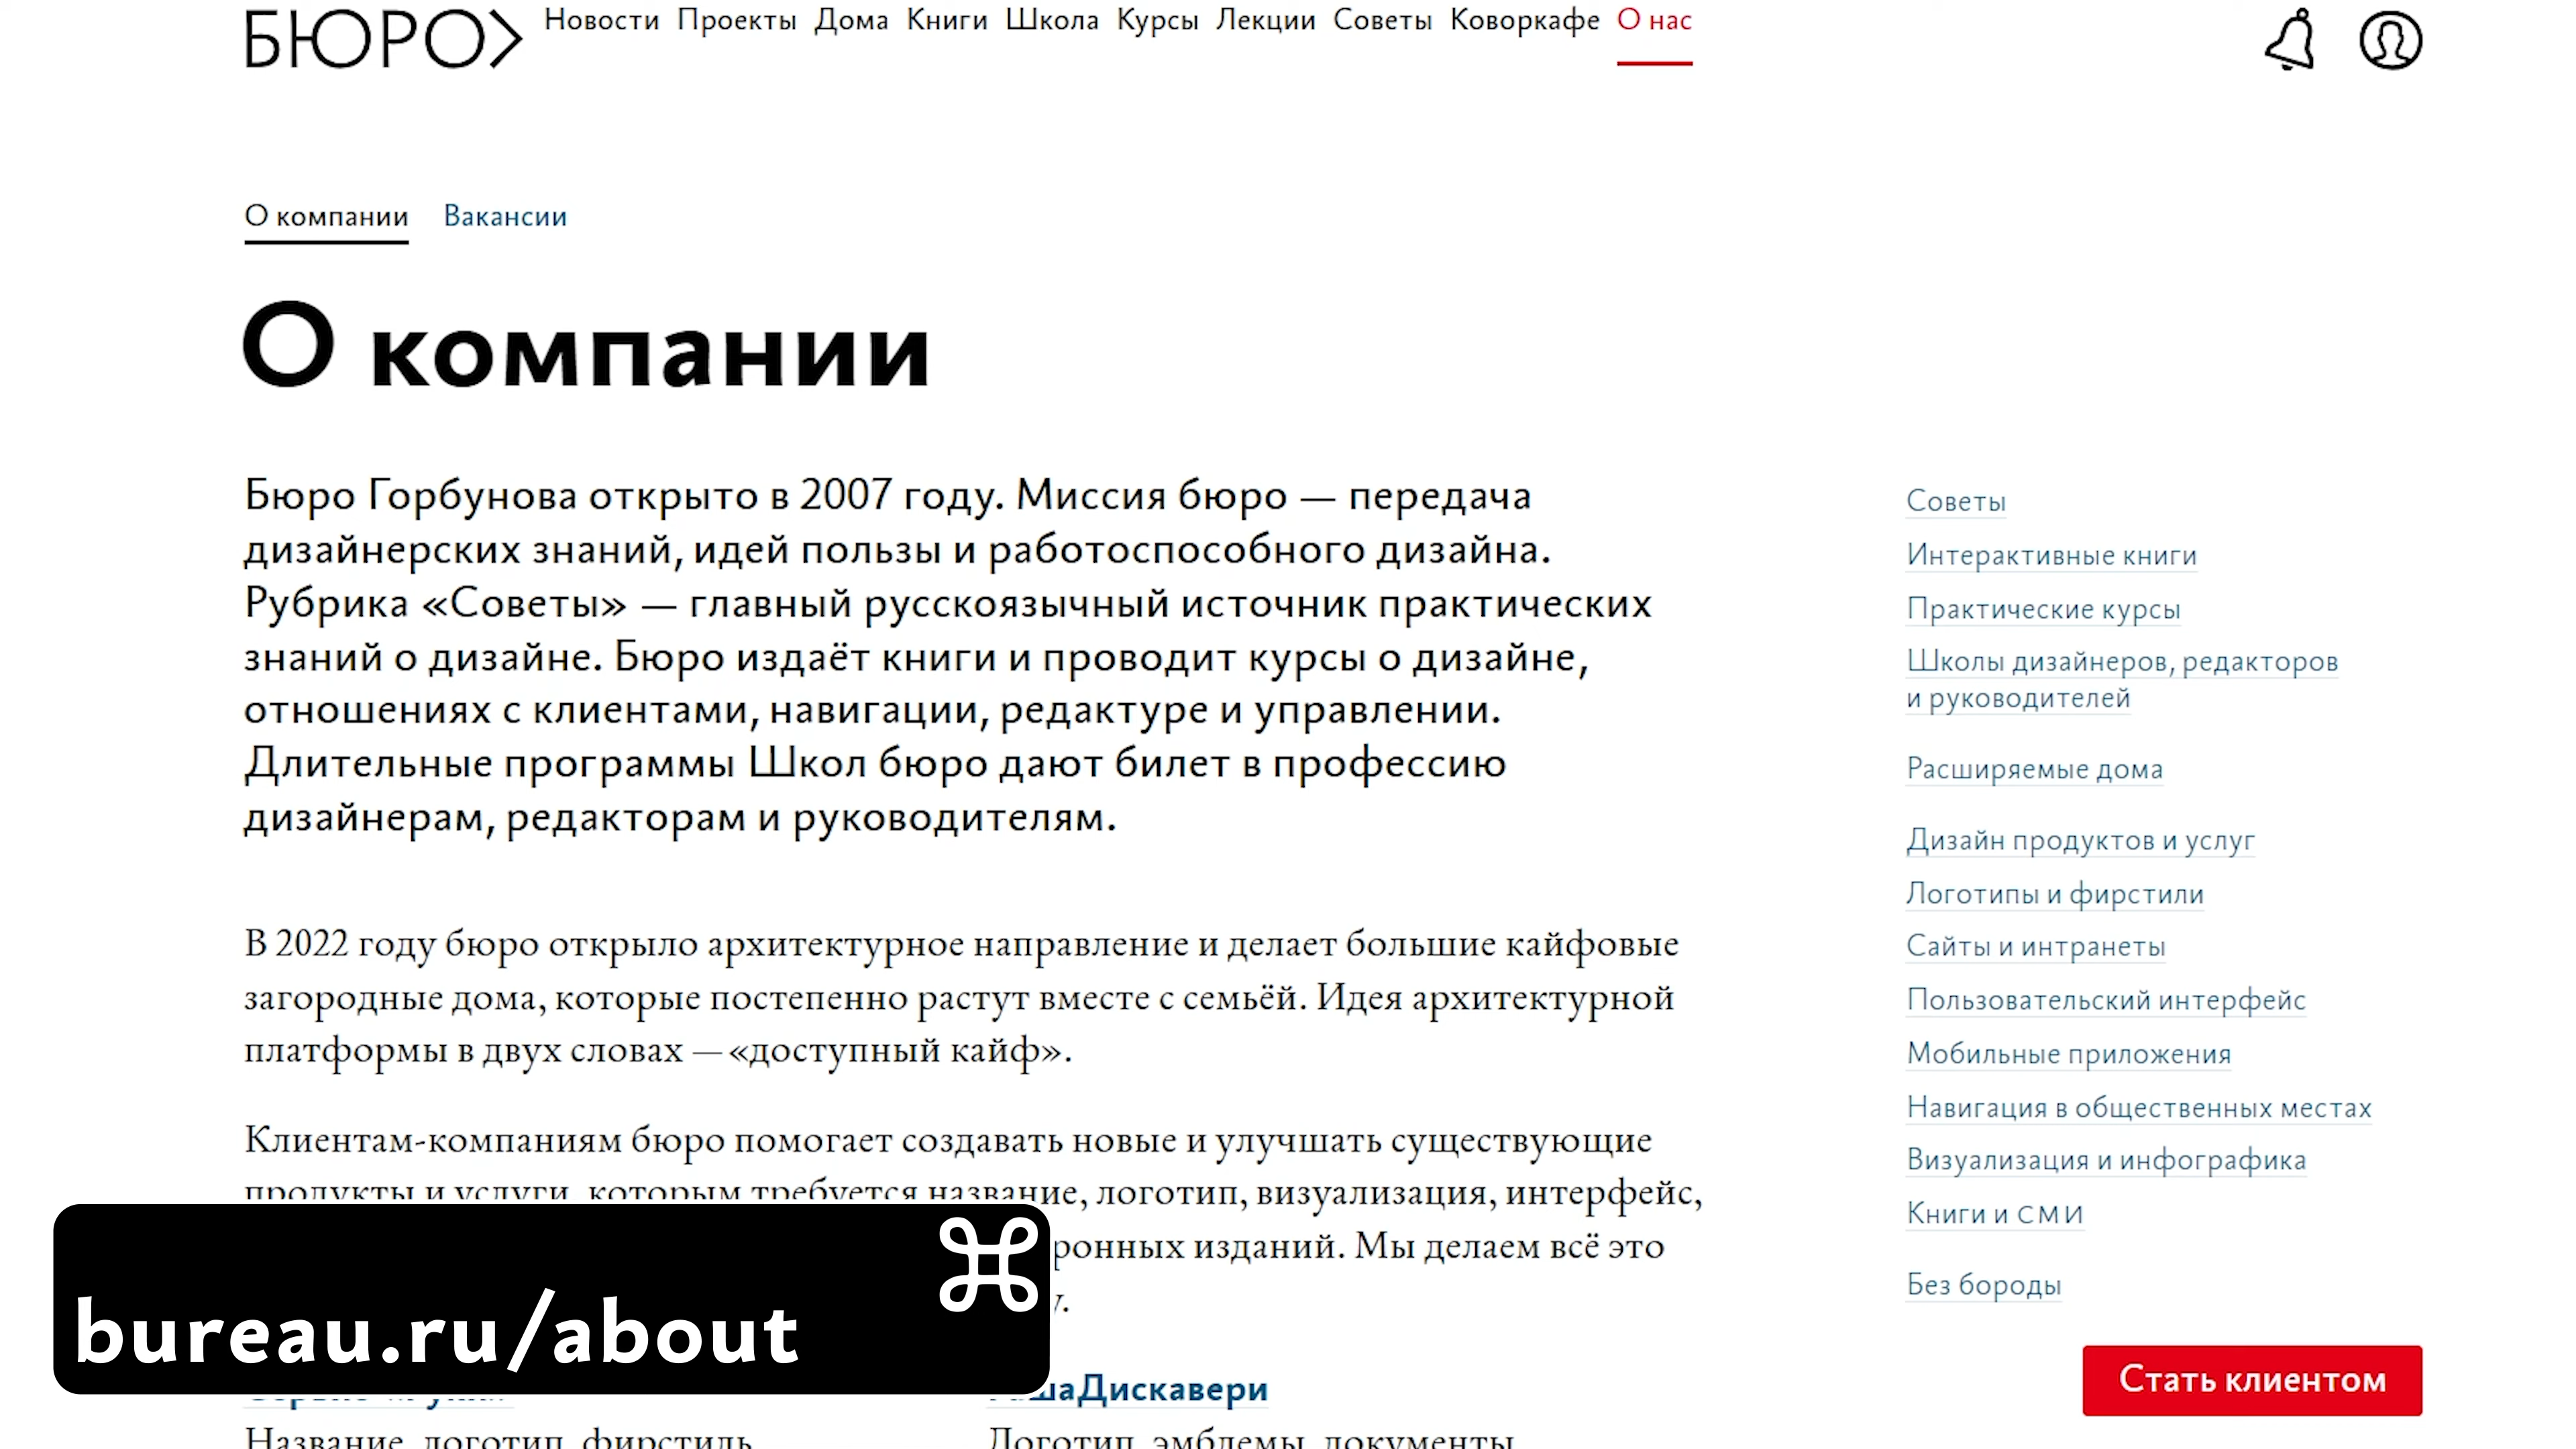 БЮРО
Новости Проекты Дома Книги Школа Курсы Лекции Советы Коворкафе О нас
О компании Вакансии
О компании
Бюро Горбунова открыто в 2007 году. Миссия бюро — передача
дизайнерских знаний, идей пользы и работоспособного дизайна.
Рубрика «Советы» — главный русскоязычный источник практических
знаний о дизайне. Бюро издаёт книги и проводит курсы о дизайне,
отношениях с клиентами, навигации, редактуре и управлении.
Длительные программы Школ бюро дают билет в профессию
дизайнерам, редакторам и руководителям.
В 2022 году бюро открыло архитектурное направление и делает большие кайфовые
загородные дома, которые постепенно растут вместе с семьёй. Идея архитектурной
платформы в двух словах — «доступный кайф».
Клиентам-компаниям бюро помогает создавать новые и улучшать существующие
продукты и услуги, которым требуется название, логотип, визуализация, интерфейс,
изданий. Мы делаем всё это
Название, логотип, фирстиль
Логотип, эмблемы, документы
Советы
Интерактивные книги
Практические курсы
Школы дизайнеров, редакторов
и руководителей
Расширяемые дома
Дизайн продуктов и услуг
Логотипы и фирстили
Сайты и интранеты
Пользовательский интерфейс
Мобильные приложения
Навигация в общественных местах
Визуализация и инфографика
Книги и СМИ
Без бороды
Стать клиентом
bureau.ru/about